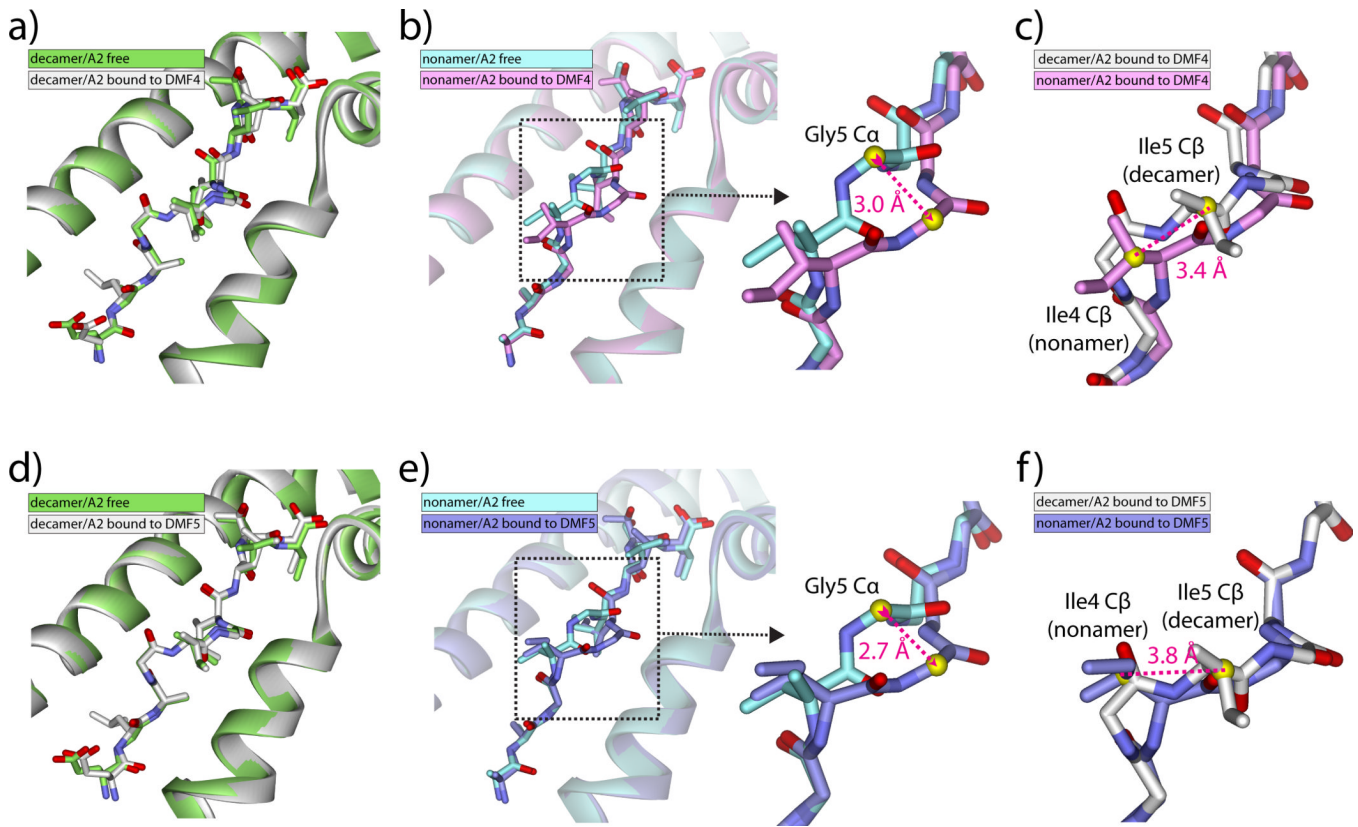 a)
decamer/A2 free
decamer/A2 bound to DMF4
b)
nonamer/A2 free
nonamer/A2 bound to DMF4
Gly5 Cα
3.0 Å
c)
decamer/A2 bound to DMF4
nonamer/A2 bound to DMF4
Ile5 Cβ
(decamer)
3.4 Å
Ile4 Cβ
(nonamer)
d)
decamer/A2 free
decamer/A2 bound to DMF5
e)
nonamer/A2 free
nonamer/A2 bound to DMF5
Gly5 Cα
2.7 Å
f)
decamer/A2 bound to DMF5
nonamer/A2 bound to DMF5
Ile4 Cβ
(nonamer)
Ile5 Cβ
(decamer)
3.8 Å